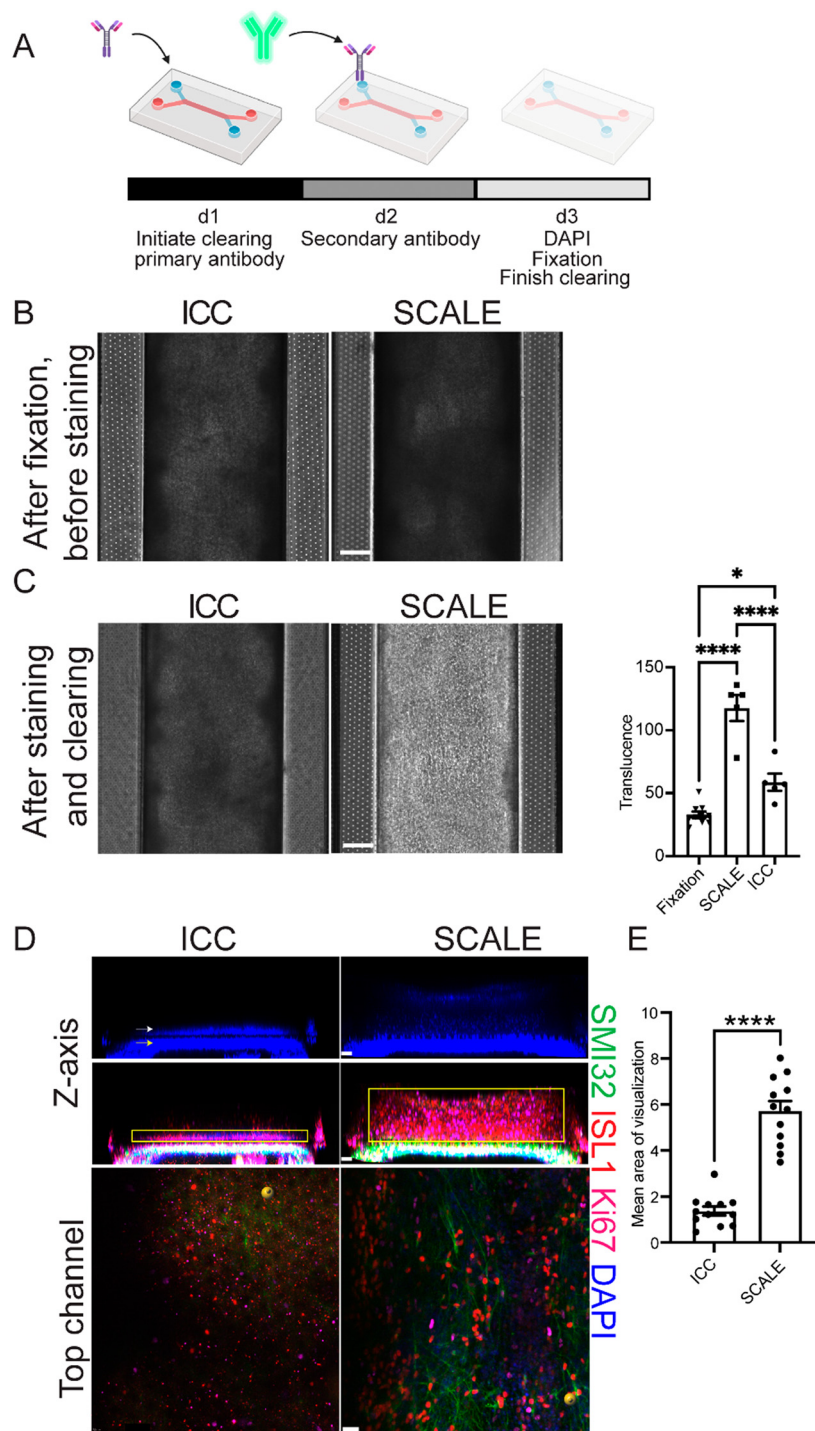 A
d1
Initiate clearing
primary antibody
d2
Secondary antibody
d3
DAPI
Fixation
Finish clearing
B
ICC
SCALE
After fixation,
before staining
C
ICC
SCALE
After staining
and clearing
*
****
****
Translucence
150
100
50
0
Fixation
SCALE
ICC
D
ICC
SCALE
Z-axis
Top channel
SMI32 ISL1 Ki67 DAPI
E
****
Mean area of visualization
10
8
6
4
2
0
ICC
SCALE